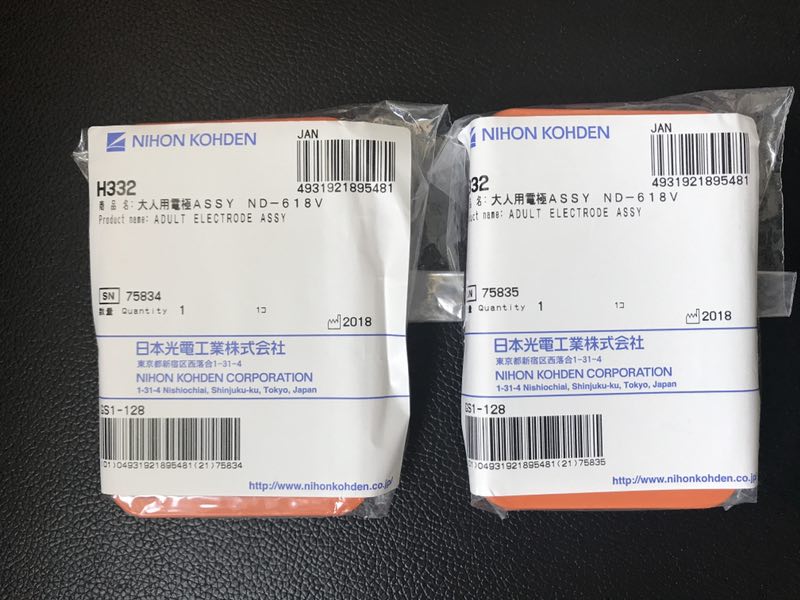 NIHON KOHDEN
JAN
4931921895481
H332
商品名:大人用電極ASSY ND-618V
Product name: ADULT ELECTRODE ASSY
SN 75834
数量 Quantity 1 1コ
2018
日本光電工業株式会社
東京都新宿区西落合1-31-4
NIHON KOHDEN CORPORATION
1-31-4 Nishiochiai, Shinjuku-ku, Tokyo, Japan
GS1-128
(01)04931921895481(21)75834
http://www.nihonkohden.co.jp/
NIHON KOHDEN
JAN
4931921895481
332
品名:大人用電極ASSY ND-618V
duct name: ADULT ELECTRODE ASSY
N 75835
量 Quantity 1 1コ
2018
日本光電工業株式会社
東京都新宿区西落合1-31-4
NIHON KOHDEN CORPORATION
1-31-4 Nishiochiai, Shinjuku-ku, Tokyo, Japan
GS1-128
01)04931921895481(21)75835
http://www.nihonkohden.co.jp/